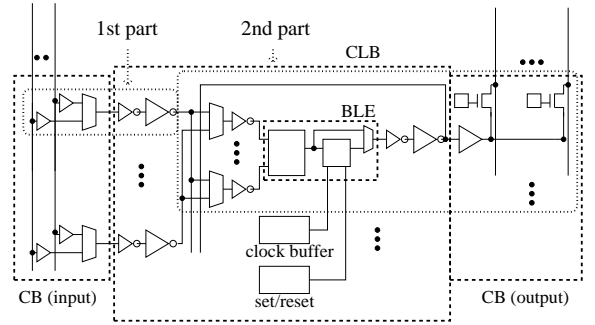 1st part
2nd part
CLB
BLE
clock buffer
set/reset
CB (input)
CB (output)